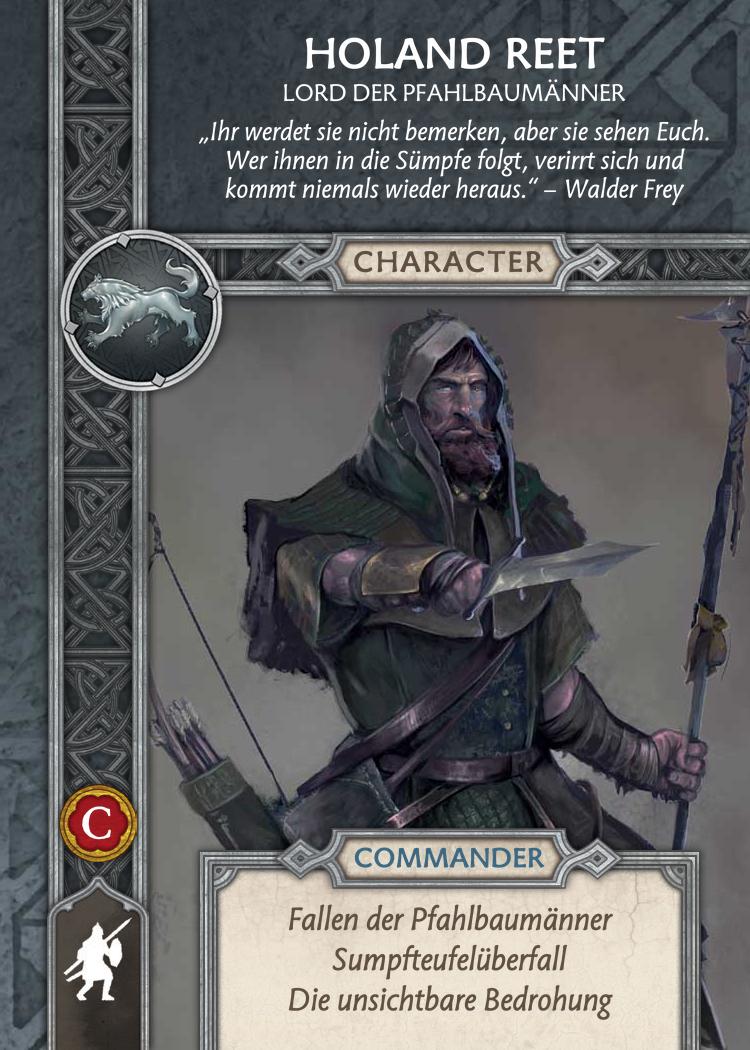 HOLAND REET
LORD DER PFAHLBAUMÄNNER
„Ihr werdet sie nicht bemerken, aber sie sehen Euch.
Wer ihnen in die Sümpfe folgt, verirrt sich und
kommt niemals wieder heraus.“ – Walder Frey
CHARACTER
C
COMMANDER
Fallen der Pfahlbaumänner
Sumpfteufelüberfall
Die unsichtbare Bedrohung